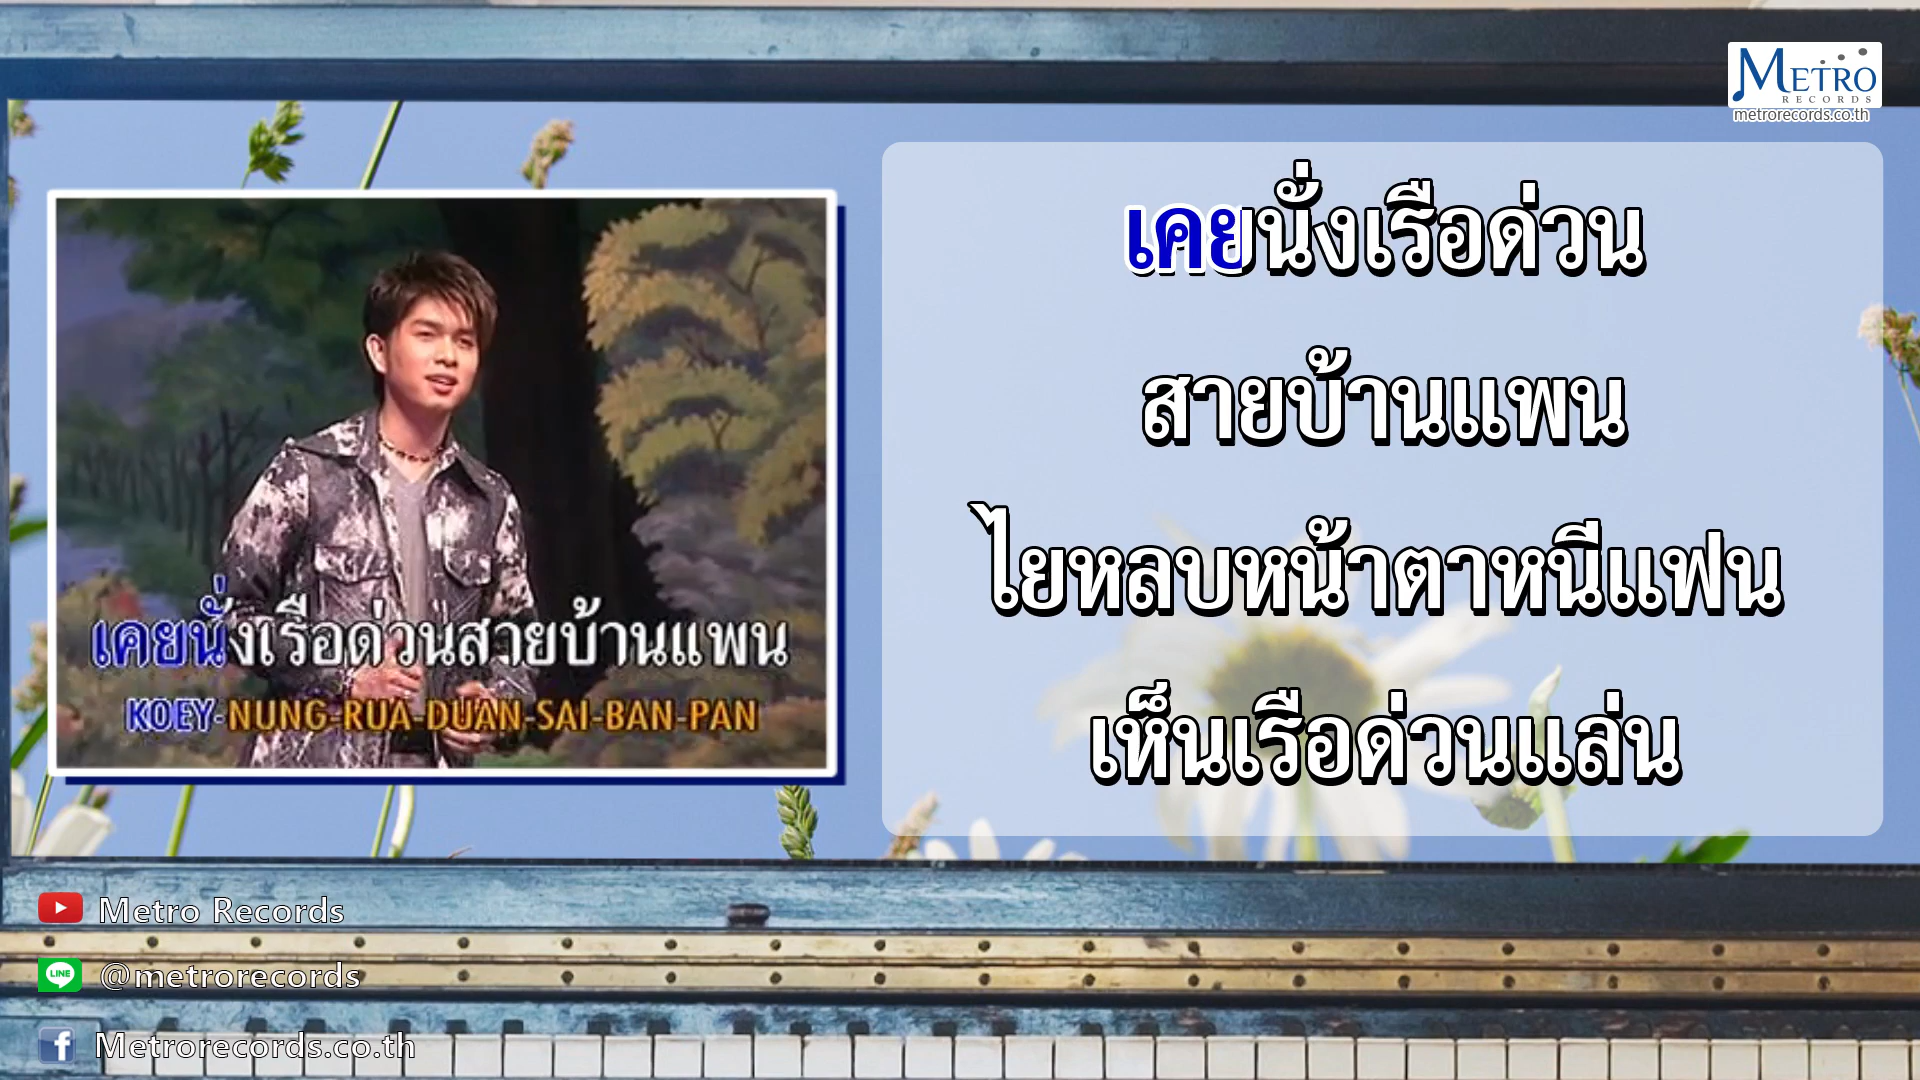 METRO
RECORDS
metrorecords.co.th
เคยนั่งเรือด่วน
สายบ้านแพน
ไยหลบหน้าตาหนีแฟน
เห็นเรือด่วนแล่น
เคยนั่งเรือด่วนสายบ้านแพน
KOEY-NUNG-RUA-DUAN-SAI-BAN-PAN
Metro Records
LINE
@metrorecords
f
Metrorecords.co.th